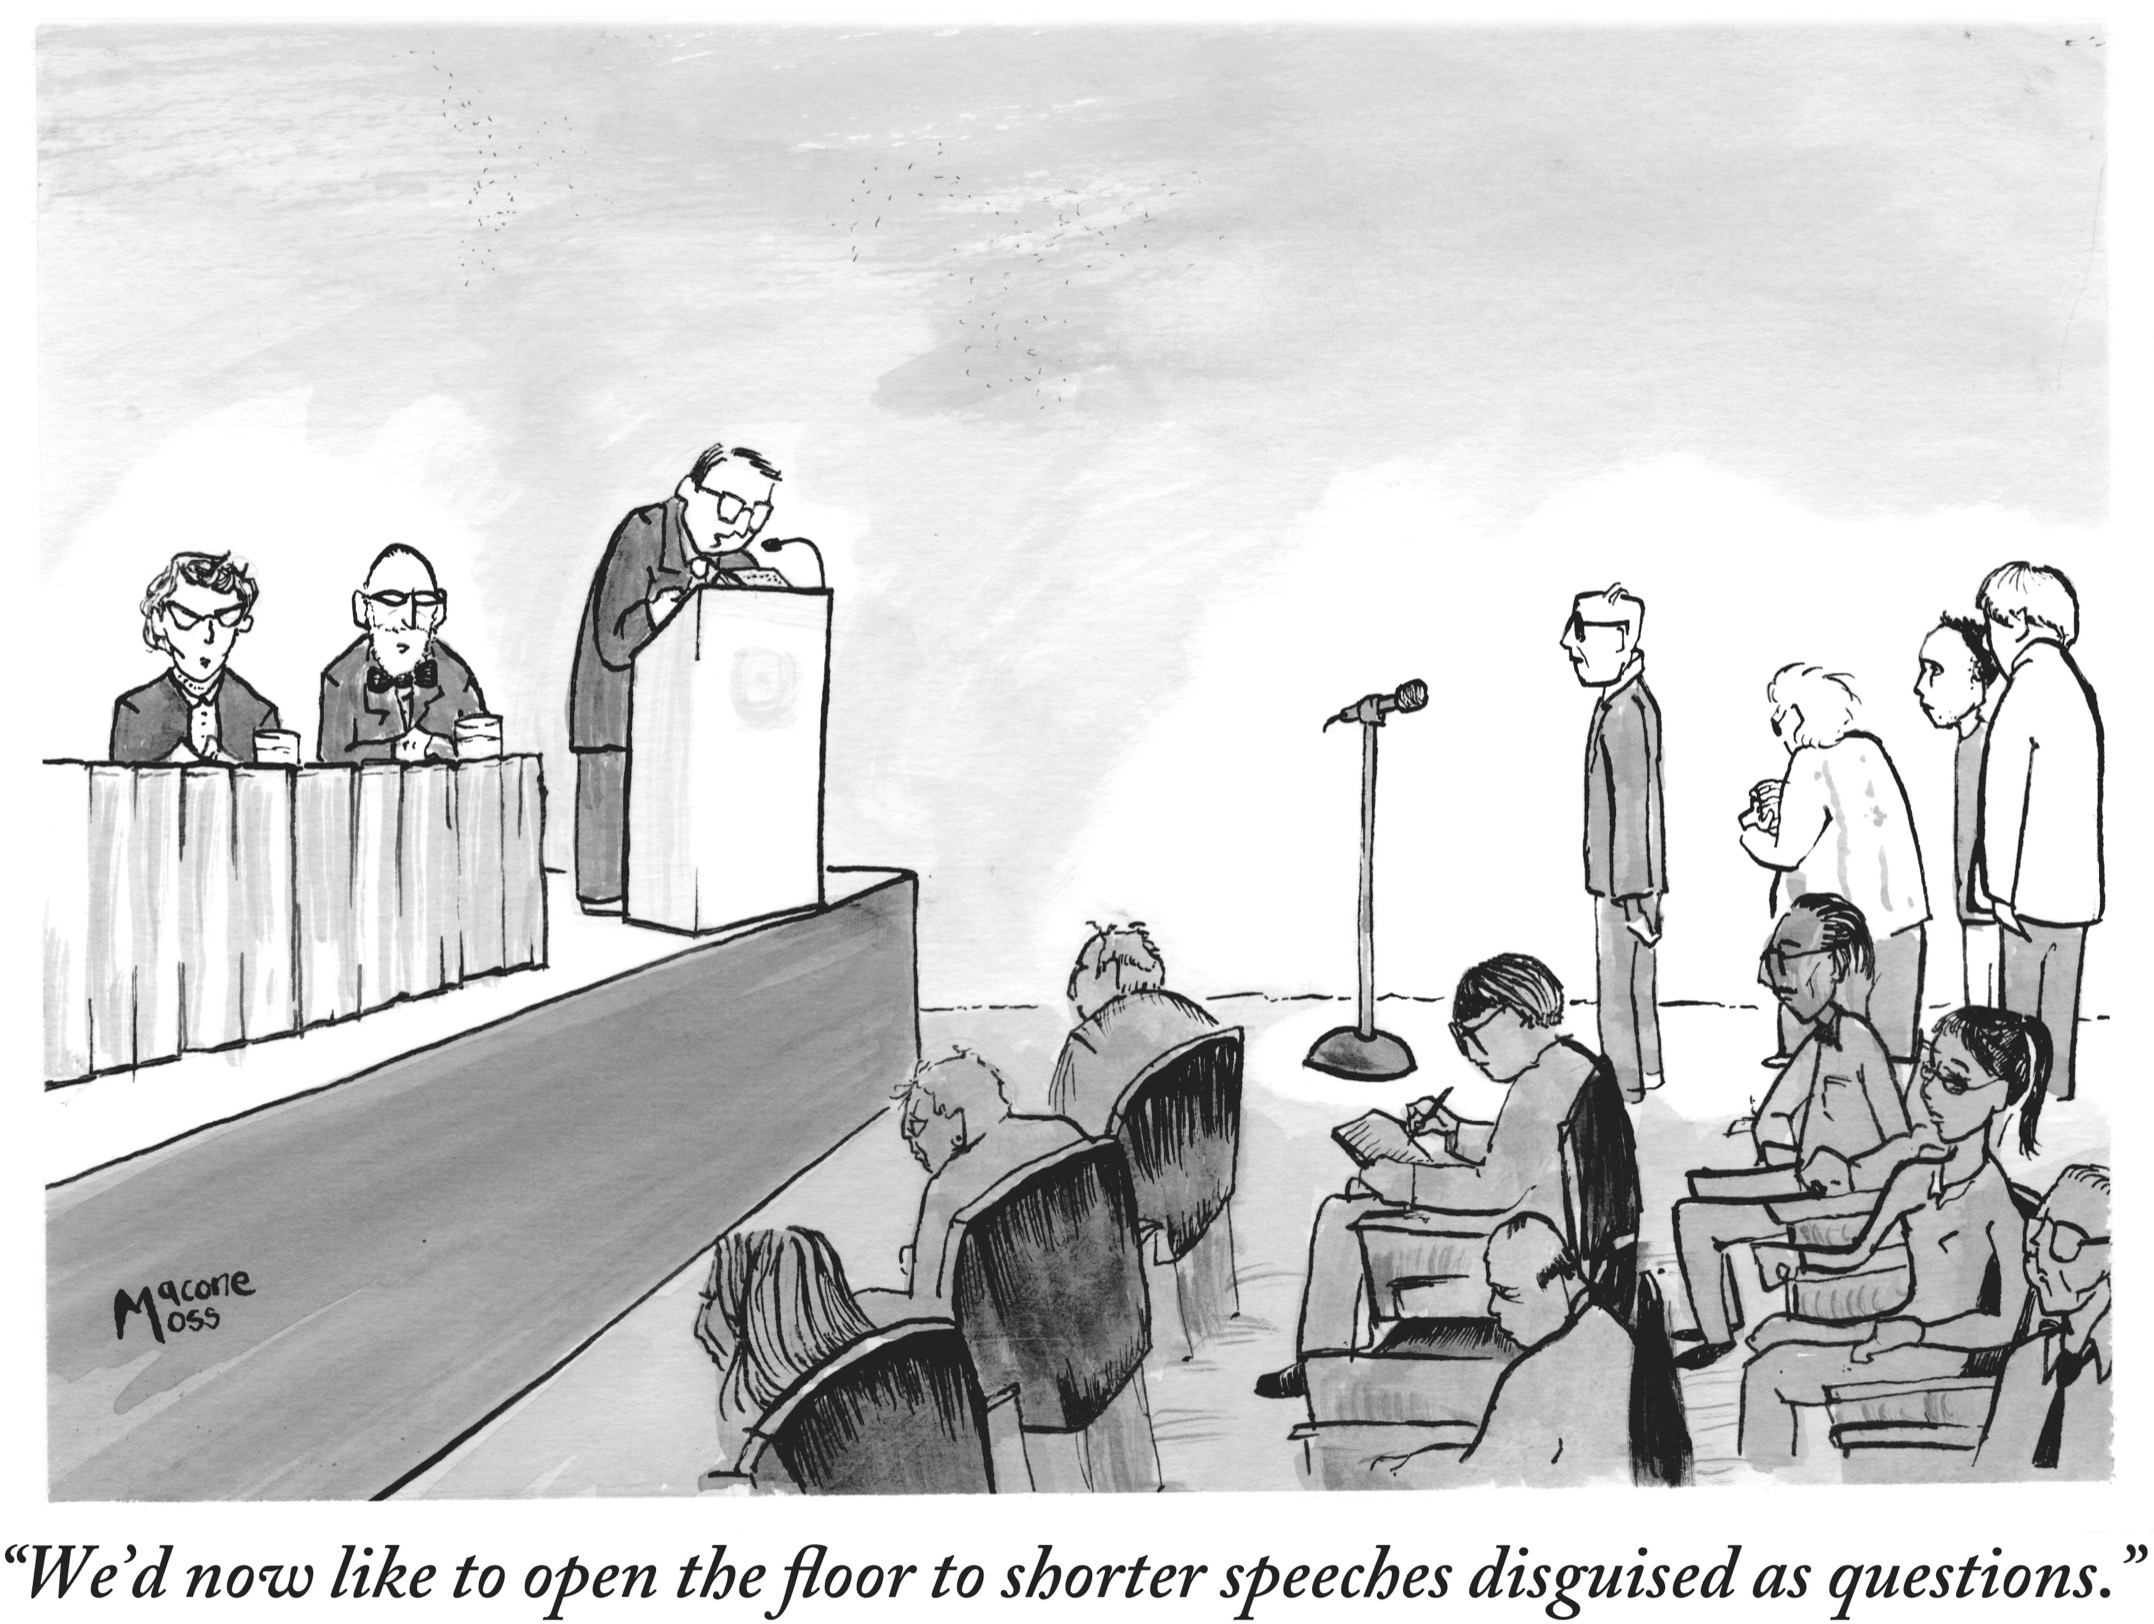 Macone
Moss
“We’d now like to open the floor to shorter speeches disguised as questions.”